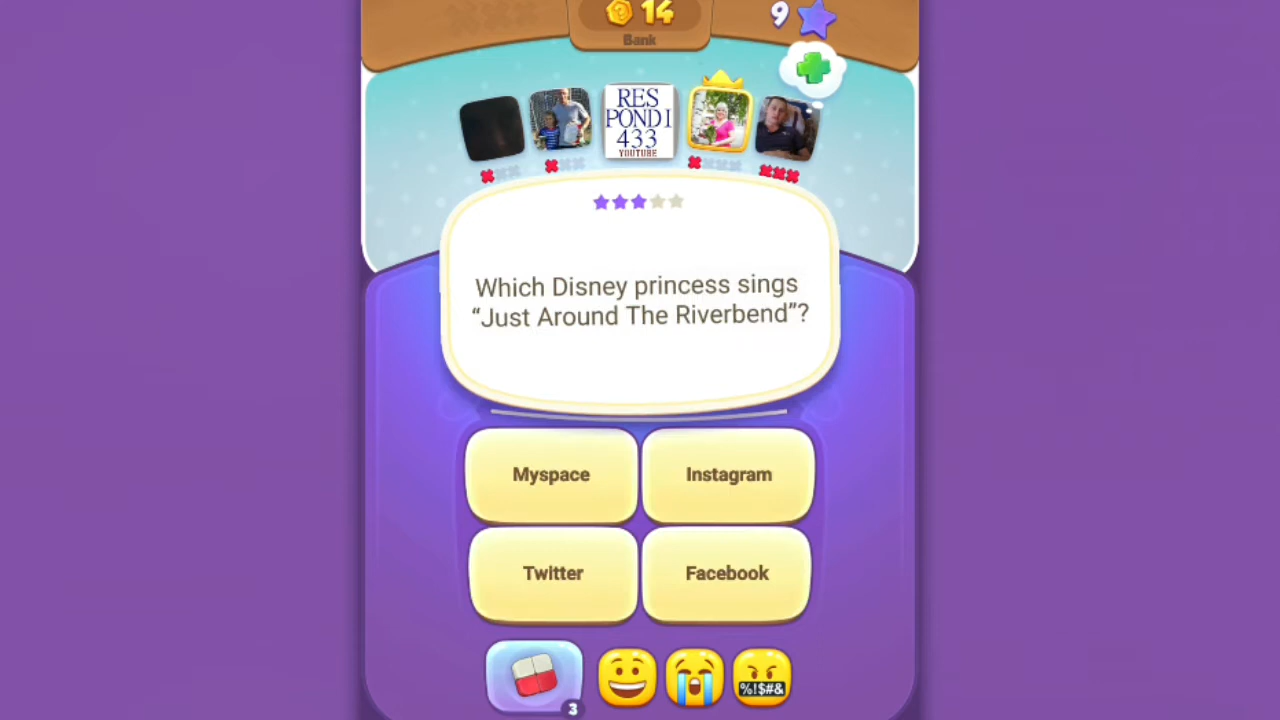 14
Bank
9
RES
PONDI
433
YOUTUBE
Which Disney princess sings
“Just Around The Riverbend”?
Myspace
Instagram
Twitter
Facebook
%!$#&
3